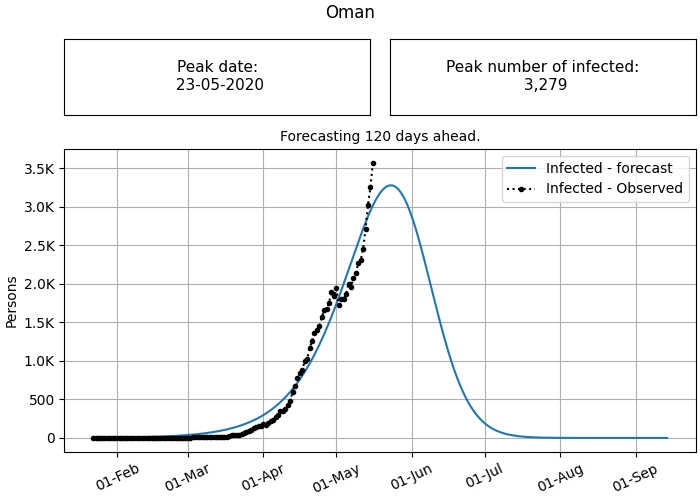 Oman
Peak date:
23-05-2020
Peak number of infected:
3,279
Forecasting 120 days ahead.
Infected - forecast
Infected - Observed
3.5K
3.0K
2.5K
2.0K
1.5K
1.0K
500
0
Persons
01-Feb
01-Mar
01-Apr
01-May
01-Jun
01-Jul
01-Aug
01-Sep